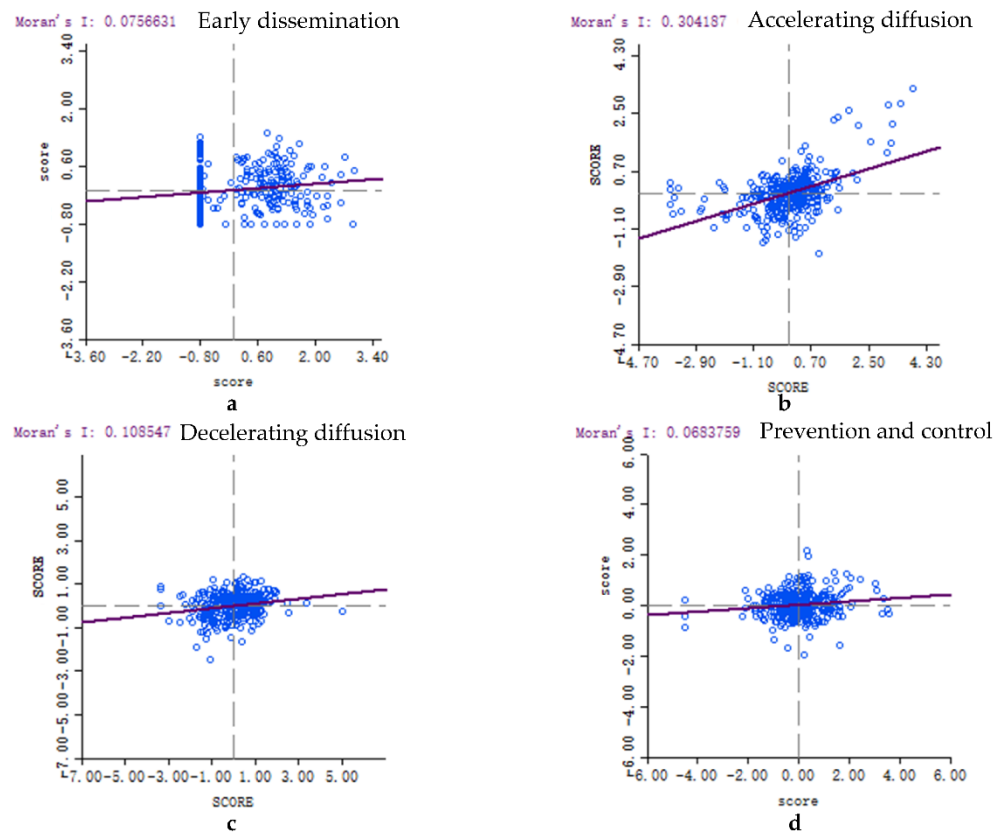 Moran's I: 0.0756631 Early dissemination
3.40
2.00
0.60
-0.80
-2.20
-3.60
score
-3.60 -2.20 -0.80 0.60 2.00 3.40
score
a
Moran's I: 0.304187 Accelerating diffusion
4.30
2.50
0.70
-1.10
-2.90
-4.70
SCORE
-4.70 -2.90 -1.10 0.70 2.50 4.30
SCORE
b
Moran's I: 0.108547 Decelerating diffusion
5.00
3.00
1.00
-1.00
-3.00
-5.00
-7.00
SCORE
-7.00 -5.00 -3.00 -1.00 1.00 3.00 5.00
SCORE
c
Moran's I: 0.0683759 Prevention and control
6.00
4.00
2.00
0.00
-2.00
-4.00
-6.00
score
-6.00 -4.00 -2.00 0.00 2.00 4.00 6.00
score
d